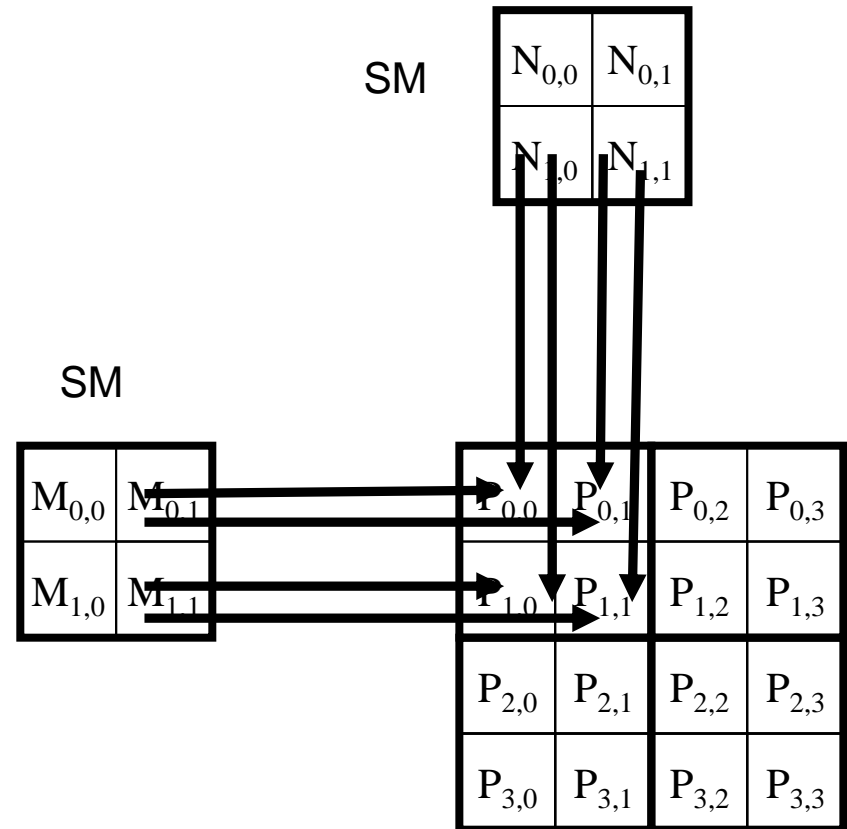 SM
N0,0 N0,1
N1,0 N1,1
SM
M0,0 M0,1 P0,0 P0,1 P0,2 P0,3
M1,0 M1,1 P1,0 P1,1 P1,2 P1,3
P2,0 P2,1 P2,2 P2,3
P3,0 P3,1 P3,2 P3,3